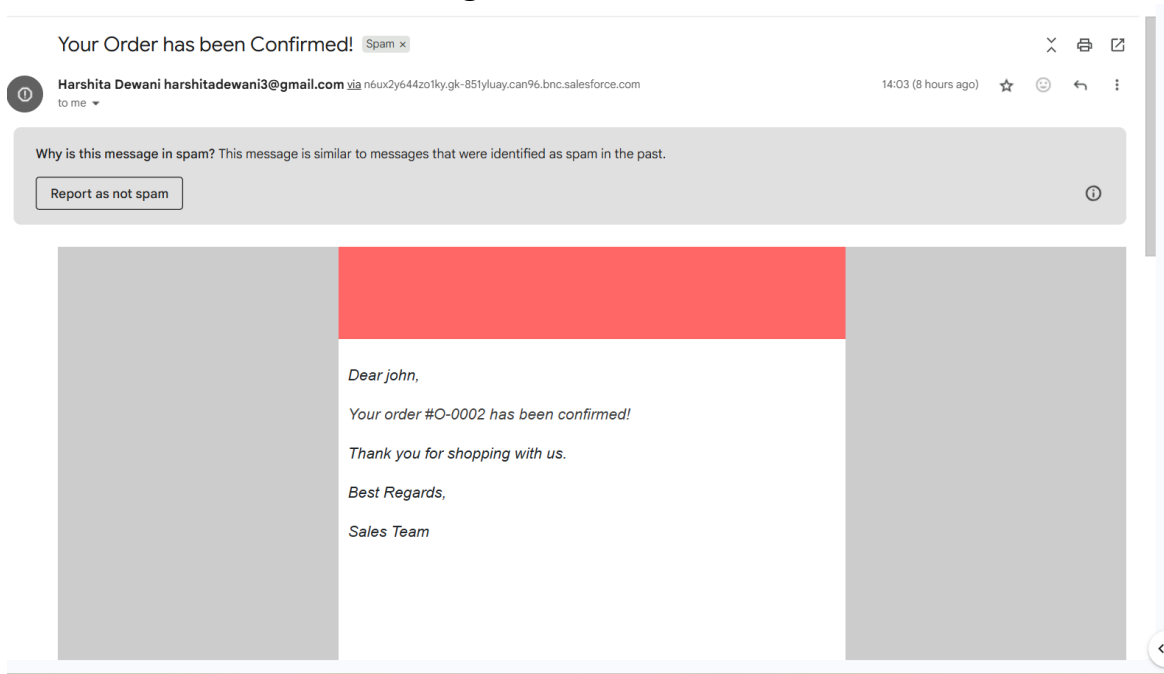 Your Order has been Confirmed! Spam ×
Harshita Dewani harshitadewani3@gmail.com via n6ux2y644zo1ky.gk-851yluay.can96.bnc.salesforce.com 14:03 (8 hours ago)
to me
Why is this message in spam? This message is similar to messages that were identified as spam in the past.
Report as not spam
Dear john,
Your order #O-0002 has been confirmed!
Thank you for shopping with us.
Best Regards,
Sales Team